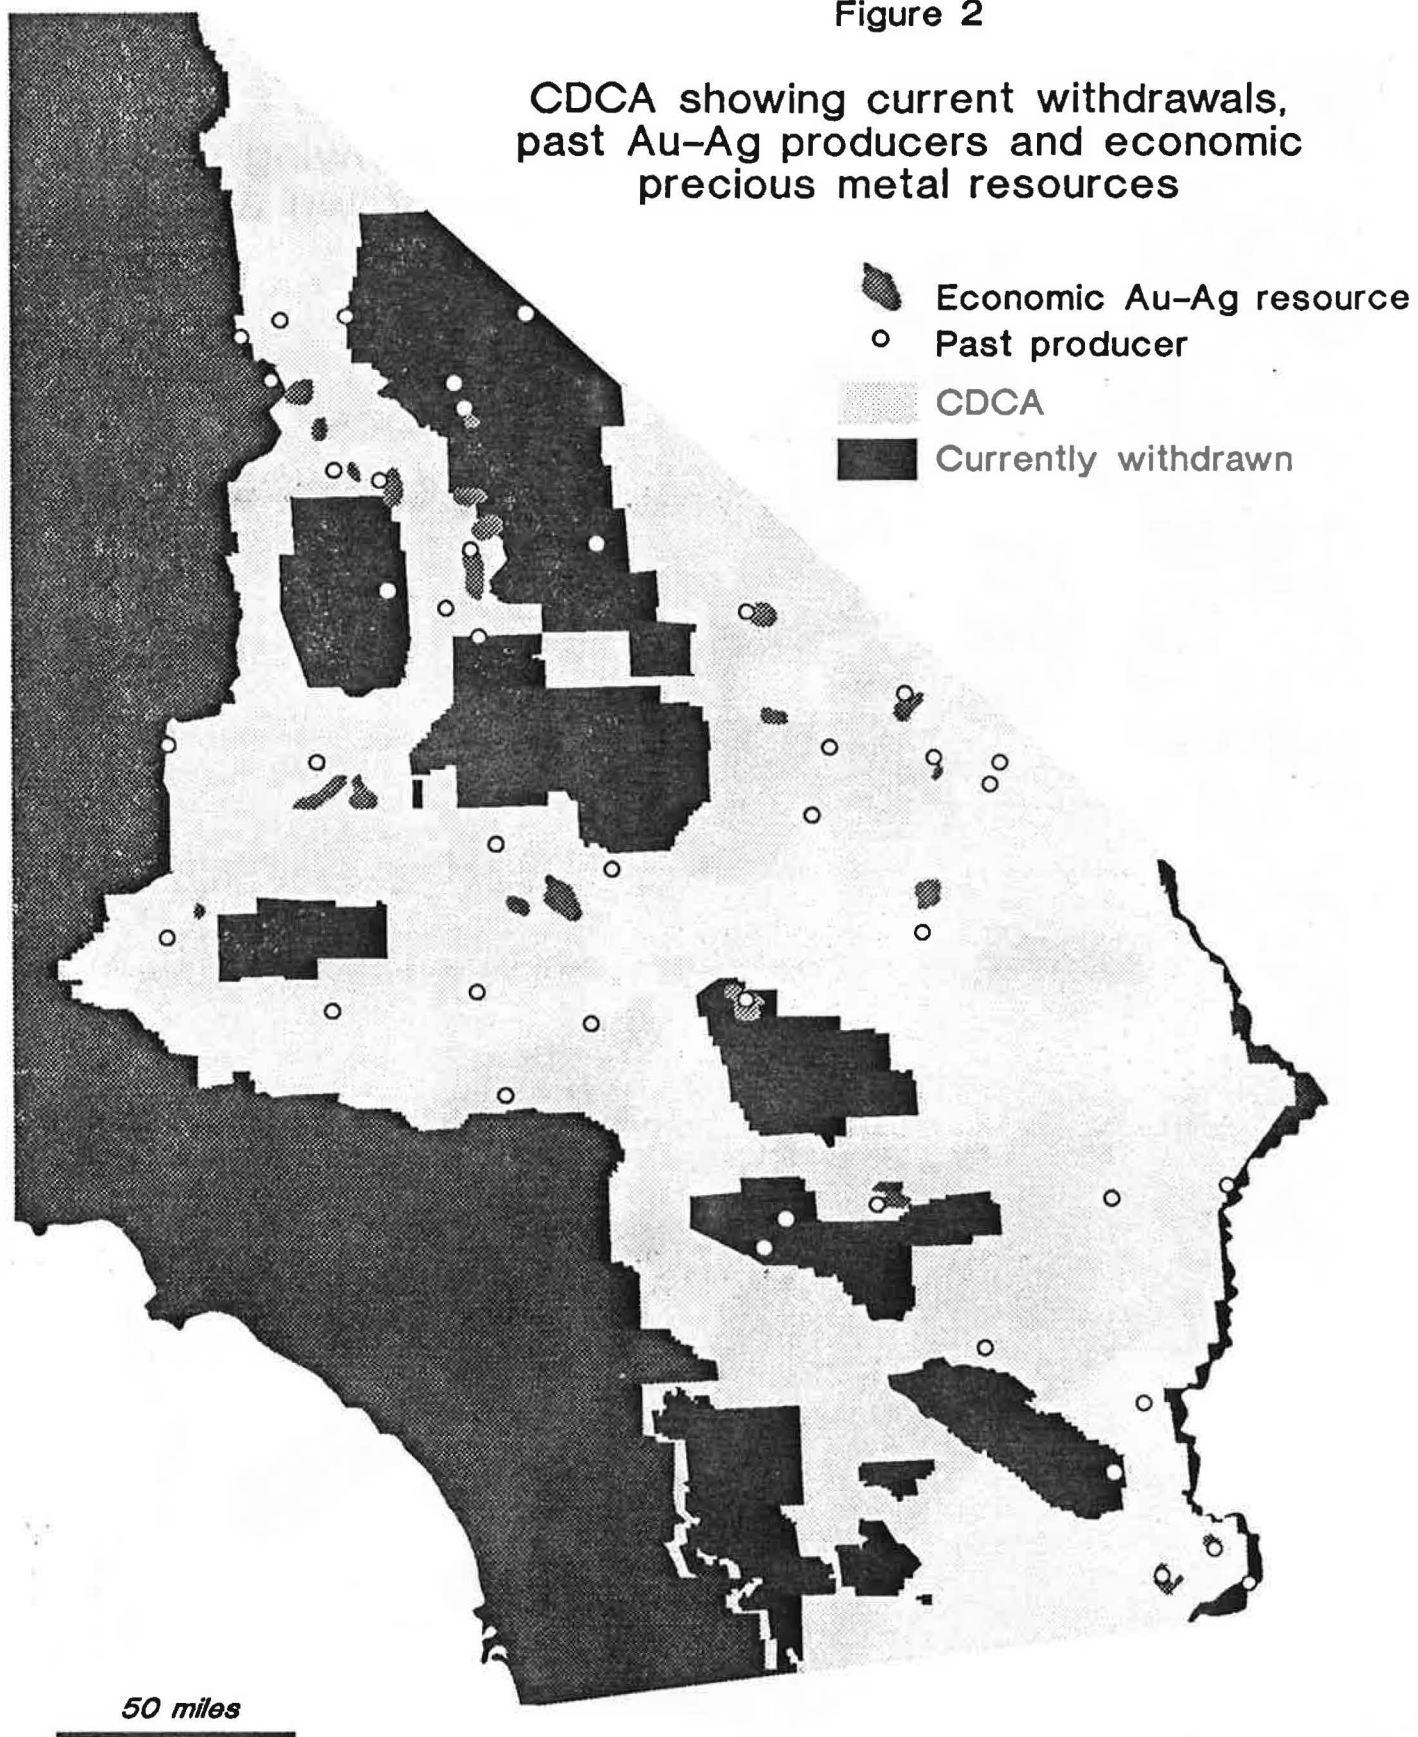 Figure 2
CDCA showing current withdrawals,
past Au–Ag producers and economic
precious metal resources
Economic Au–Ag resource
Past producer
CDCA
Currently withdrawn
50 miles